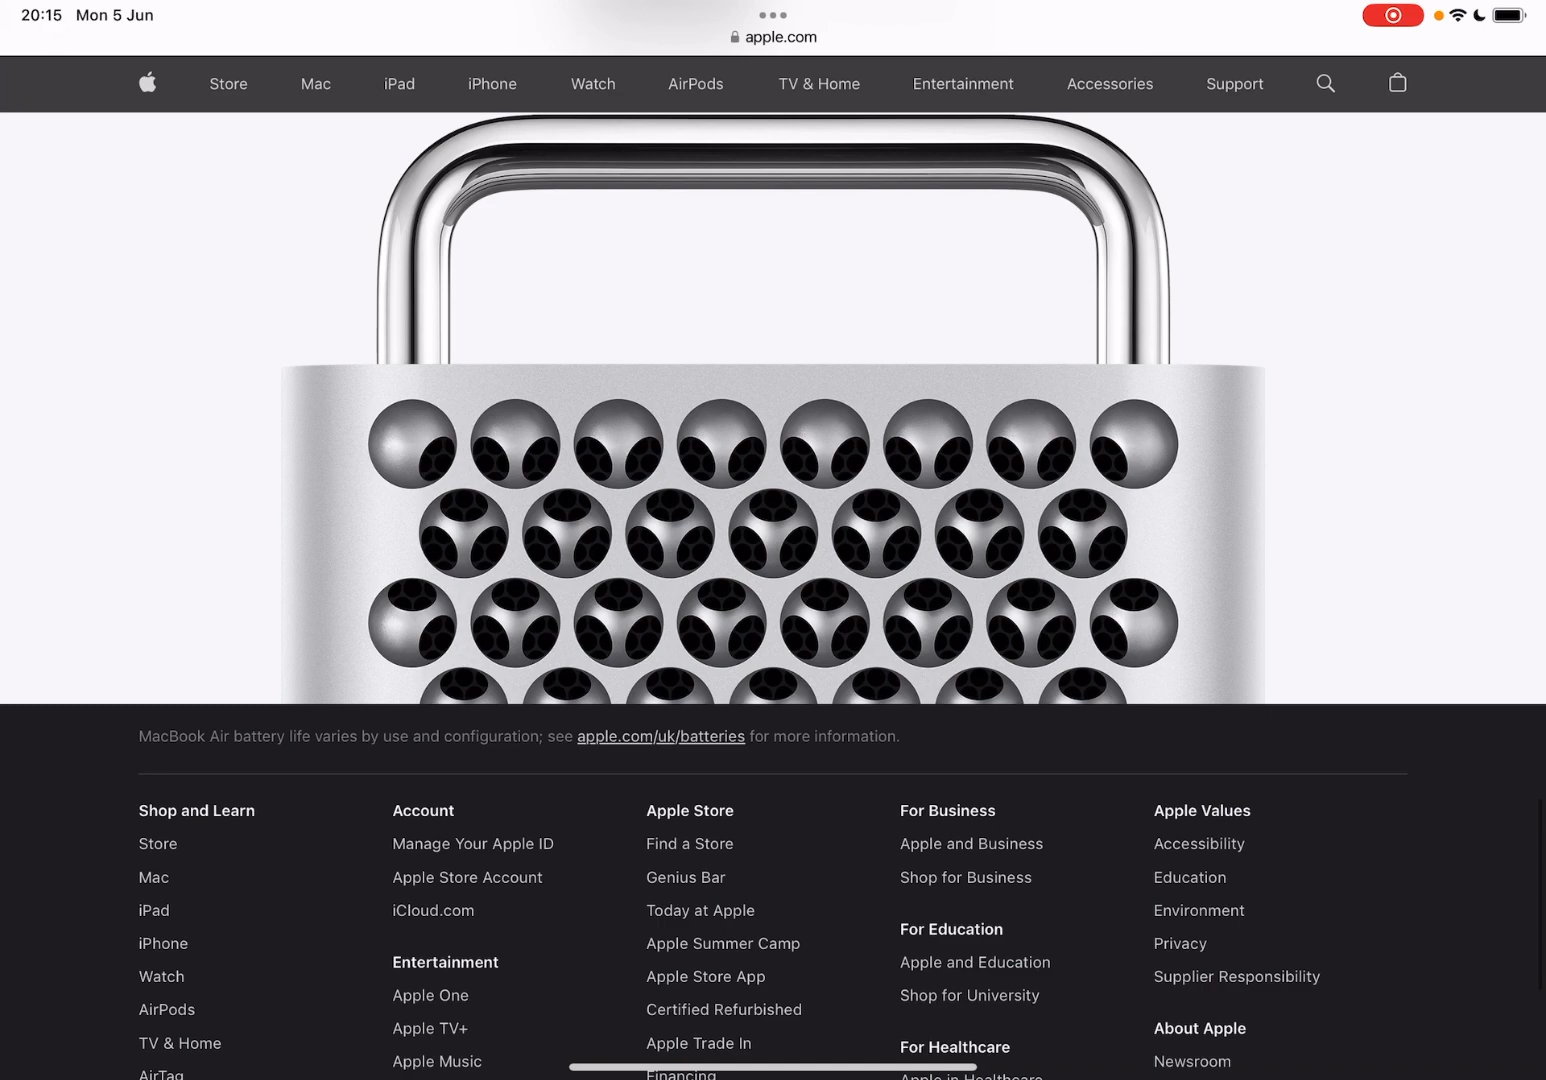 20:15 Mon 5 Jun
apple.com
Store Mac iPad iPhone Watch AirPods TV & Home Entertainment Accessories Support
MacBook Air battery life varies by use and configuration; see apple.com/uk/batteries for more information.
Shop and Learn
Store
Mac
iPad
iPhone
Watch
AirPods
TV & Home
AirTag
Account
Manage Your Apple ID
Apple Store Account
iCloud.com
Entertainment
Apple One
Apple TV+
Apple Music
Apple Store
Find a Store
Genius Bar
Today at Apple
Apple Summer Camp
Apple Store App
Certified Refurbished
Apple Trade In
Financing
For Business
Apple and Business
Shop for Business
For Education
Apple and Education
Shop for University
For Healthcare
Apple in Healthcare
Apple Values
Accessibility
Education
Environment
Privacy
Supplier Responsibility
About Apple
Newsroom